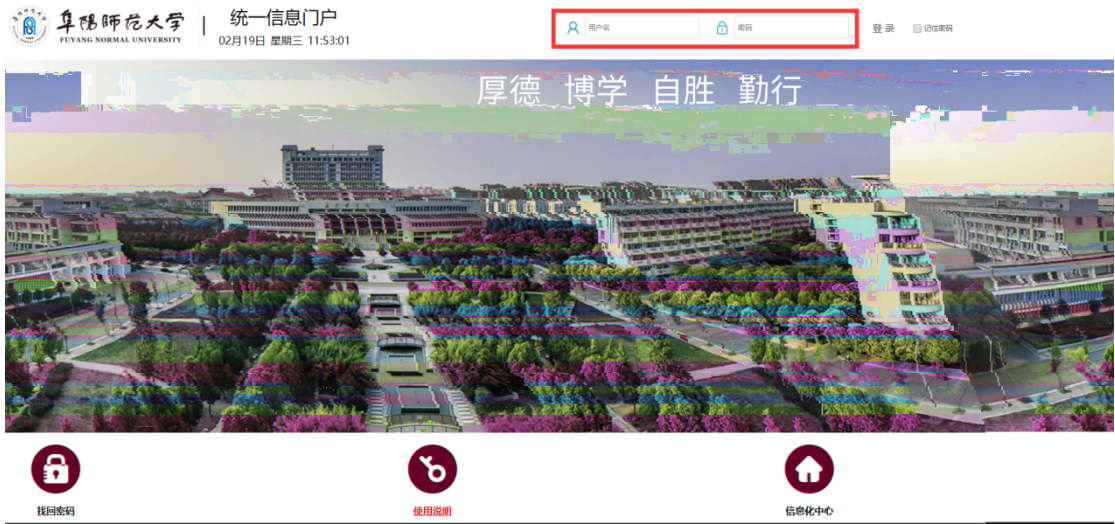 阜陽师范大学
FUYANG NORMAL UNIVERSITY
统一信息门户
02月19日 星期三 11:53:01
用户名
密码
登 录
记住密码
厚德 博学 自胜 勤行
找回密码
使用说明
信息化中心